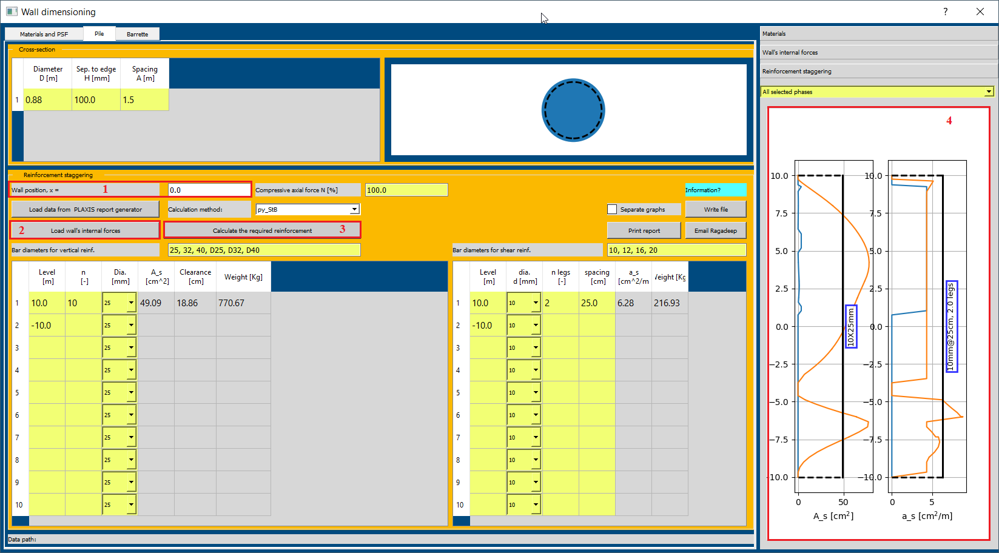 Wall dimensioning
?
Materials and PSF
Pile
Barrette
Cross-section
Diameter
D [m]
Sep. to edge
H [mm]
Spacing
A [m]
1 0.88 100.0 1.5
Reinforcement staggering
Wall position, x = 1 0.0 Compressive axial force N [%] 100.0 Information?
Load data from PLAXIS report generator Calculation method: py_StB Separate graphs Write file
2 Load wall's internal forces Calculate the required reinforcement 3 Print report Email Ragadeep
Bar diameters for vertical reinf. 25, 32, 40, D25, D32, D40
Level
[m]
n
[-]
Dia.
[mm]
A_s
[cm^2]
Clearance
[cm]
Weight [Kg]
1 10.0 10 25 49.09 18.86 770.67
2 -10.0 25
3 25
4 25
5 25
6 25
7 25
8 25
9 25
10 25
Bar diameters for shear reinf. 10, 12, 16, 20
Level
[m]
dia.
d [mm]
n legs
[-]
spacing
[cm]
a_s
[cm^2/m
eight [Kg
1 10.0 10 2 25.0 6.28 216.93
2 -10.0 10
3 10
4 10
5 10
6 10
7 10
8 10
9 10
10 10
Data path:
Materials
Wall's internal forces
Reinforcement staggering
All selected phases
4
10.0
7.5
5.0
2.5
0.0
−2.5
−5.0
−7.5
−10.0
0 50
A_s [cm²]
10X25mm
10.0
7.5
5.0
2.5
0.0
−2.5
−5.0
−7.5
−10.0
0 5
a_s [cm²/m]
10mm@25cm, 2.0 legs